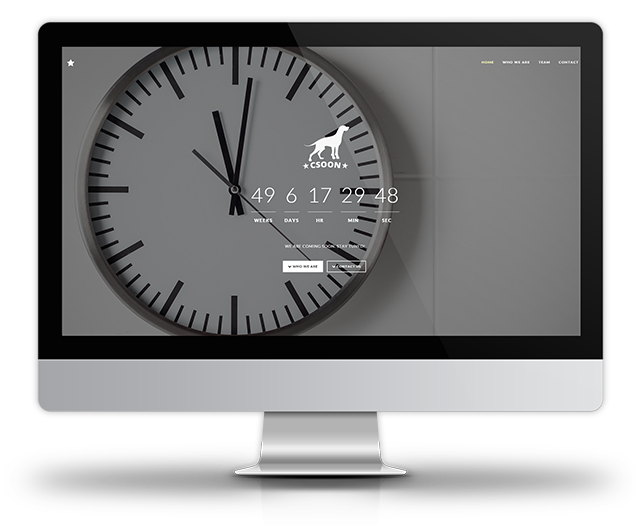 HOME WHO WE ARE TEAM CONTACT
CSOON
49 6 17 29 48
WEEKS DAYS HR MIN SEC
WE ARE COMING SOON. STAY TUNED!
WHO WE ARE CONTACT US